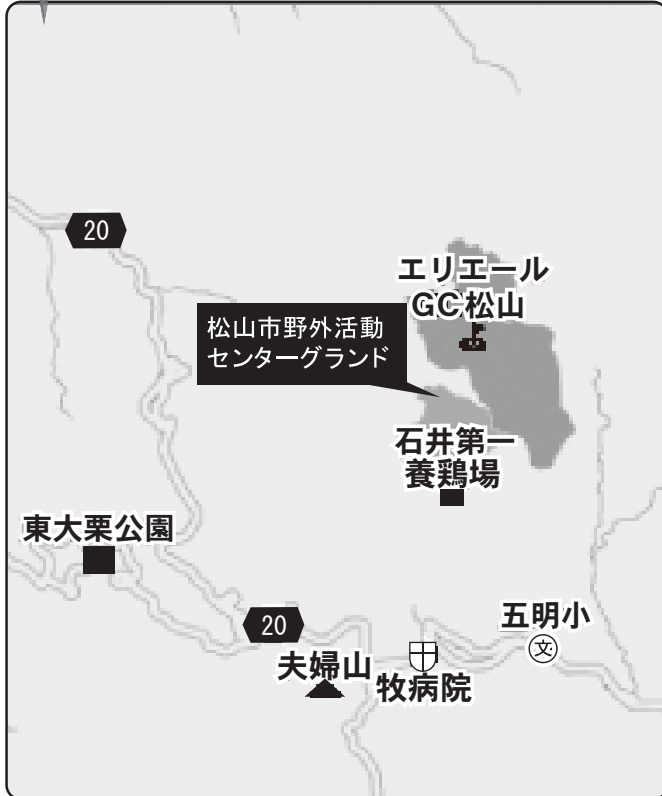 20
エリエール
GC松山
松山市野外活動
センターグランド
石井第一
養鶏場
東大栗公園
20
五明小
文
夫婦山
牧病院